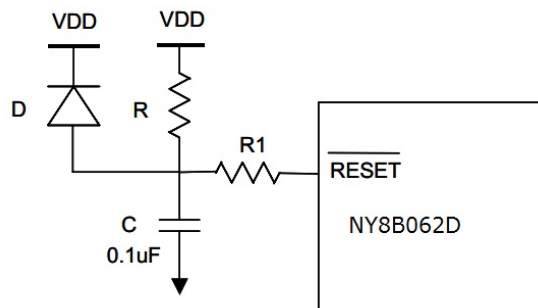 VDD VDD
D R
R1
RESET
C
NY8B062D
0.1uF